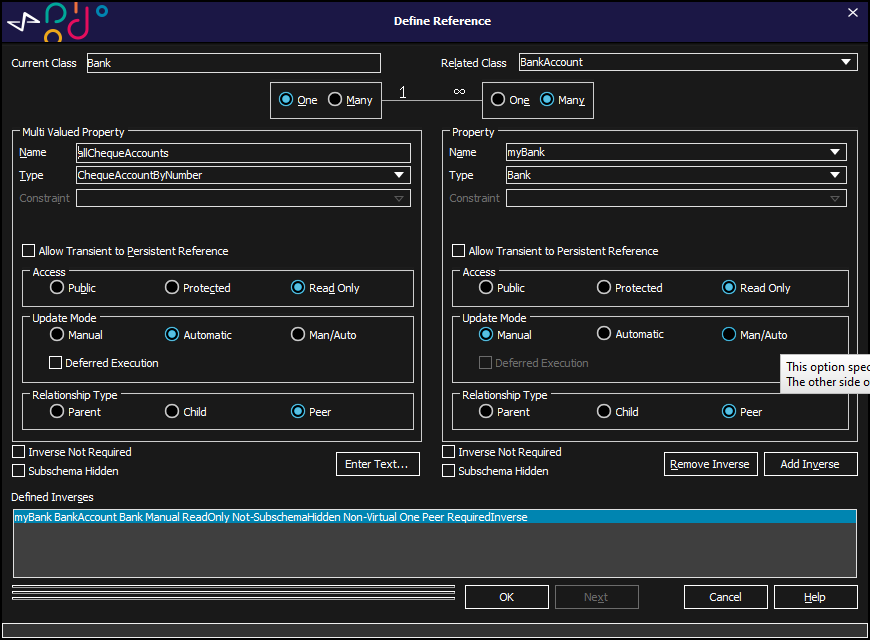 Define Reference
Current Class Bank
Related Class BankAccount
One Many 1 ∞ One Many
Multi Valued Property
Name allChequeAccounts
Type ChequeAccountByNumber
Constraint
Allow Transient to Persistent Reference
Access
Public Protected Read Only
Update Mode
Manual Automatic Man/Auto
Deferred Execution
Relationship Type
Parent Child Peer
Inverse Not Required
Subschema Hidden
Enter Text...
Property
Name myBank
Type Bank
Constraint
Allow Transient to Persistent Reference
Access
Public Protected Read Only
Update Mode
Manual Automatic Man/Auto
Deferred Execution
This option
The other side
Relationship Type
Parent Child Peer
Inverse Not Required
Subschema Hidden
Remove Inverse Add Inverse
Defined Inverses
myBank BankAccount Bank Manual ReadOnly Not-SubschemaHidden Non-Virtual One Peer RequiredInverse
OK Next Cancel Help